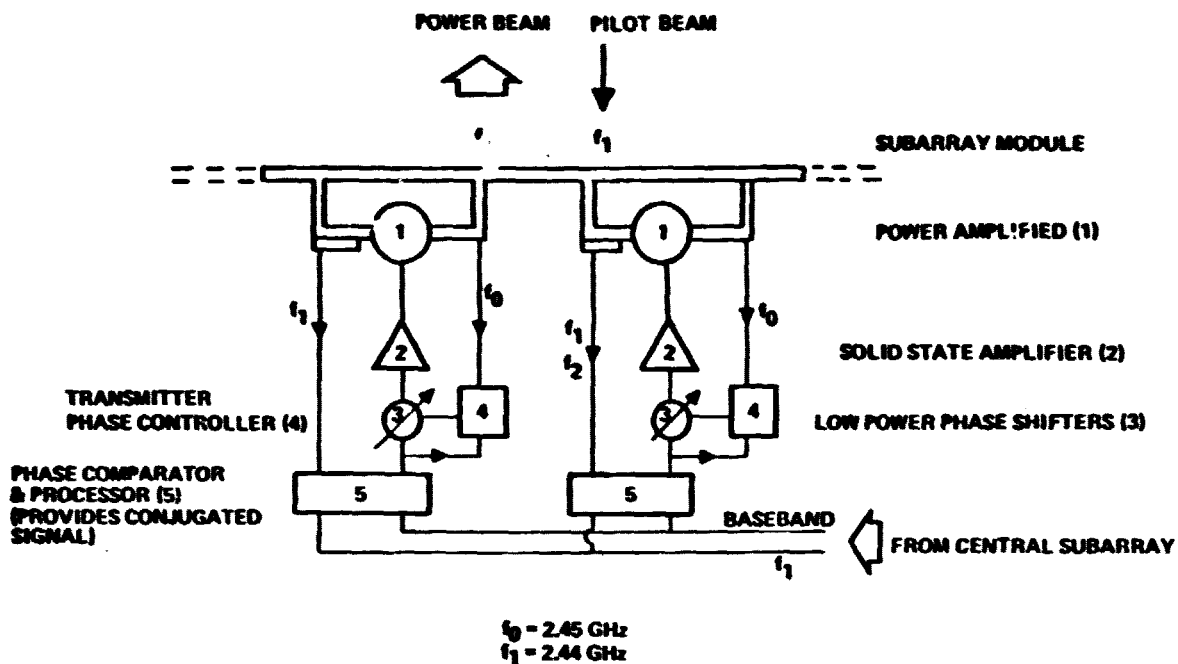 POWER BEAM
PILOT BEAM
f₁
SUBARRAY MODULE
1
1
POWER AMPL!FIED (1)
f₁
f₀
f₁
f₂
f₀
2
2
SOLID STATE AMPLIFIER (2)
TRANSMITTER
PHASE CONTROLLER (4)
3
4
3
4
LOW POWER PHASE SHIFTERS (3)
PHASE COMPARATOR
& PROCESSOR (5)
(PROVIDES CONJUGATED
SIGNAL)
5
5
BASEBAND
FROM CENTRAL SUBARRAY
f₁
f₀ = 2.45 GHz
f₁ = 2.44 GHz